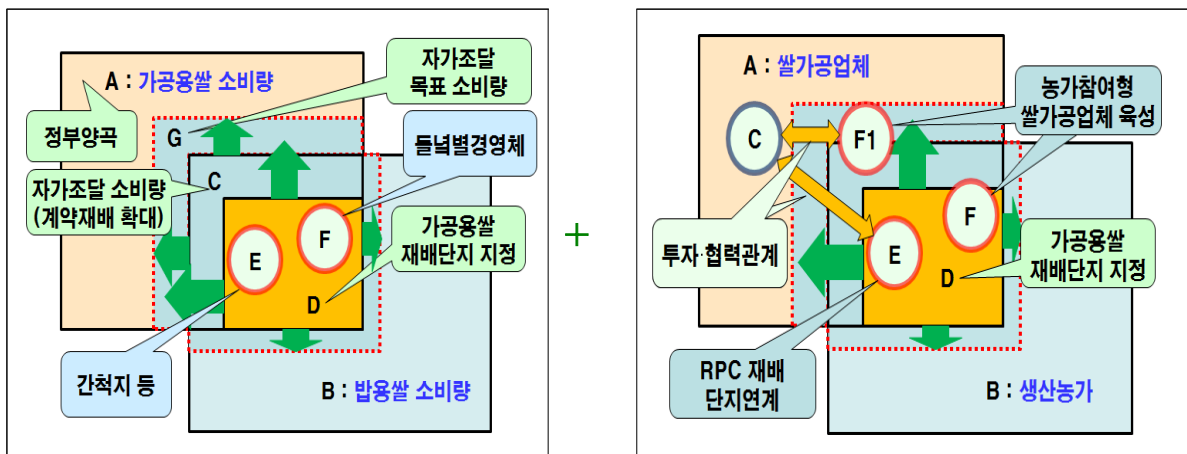 A : 가공용쌀 소비량
자가조달
목표 소비량
정부양곡
G
들녘별경영체
자가조달 소비량
(계약재배 확대)
C
E
F
가공용쌀
재배단지 지정
D
간척지 등
B : 밥용쌀 소비량
+
A : 쌀가공업체
농가참여형
쌀가공업체 육성
C
F1
F
투자·협력관계
E
가공용쌀
재배단지 지정
D
RPC 재배
단지연계
B : 생산농가